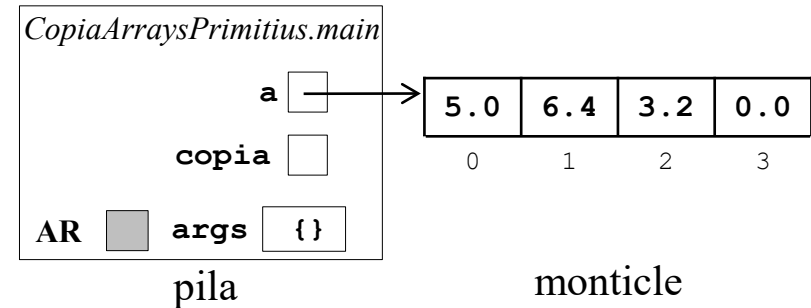 CopiaArraysPrimitius.main
a
5.0 6.4 3.2 0.0
copia
0 1 2 3
AR args {}
pila monticle